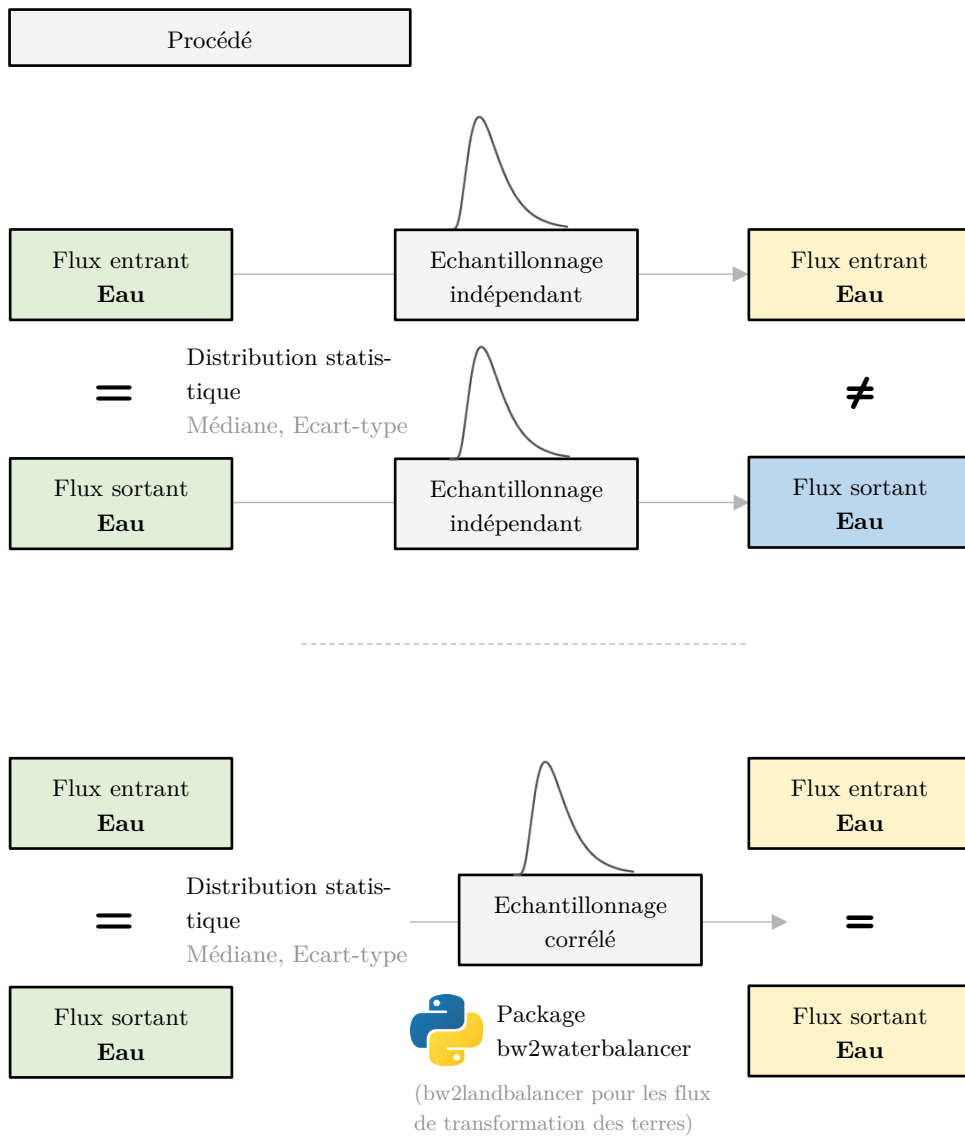 Procédé
Flux entrant
Eau
Echantillonnage
indépendant
Flux entrant
Eau
=
Distribution statis-
tique
Médiane, Ecart-type
≠
Flux sortant
Eau
Echantillonnage
indépendant
Flux sortant
Eau
Flux entrant
Eau
Flux entrant
Eau
=
Distribution statis-
tique
Médiane, Ecart-type
Echantillonnage
corrélé
=
Flux sortant
Eau
Package
bw2waterbalancer
(bw2landbalancer pour les flux
de transformation des terres)
Flux sortant
Eau